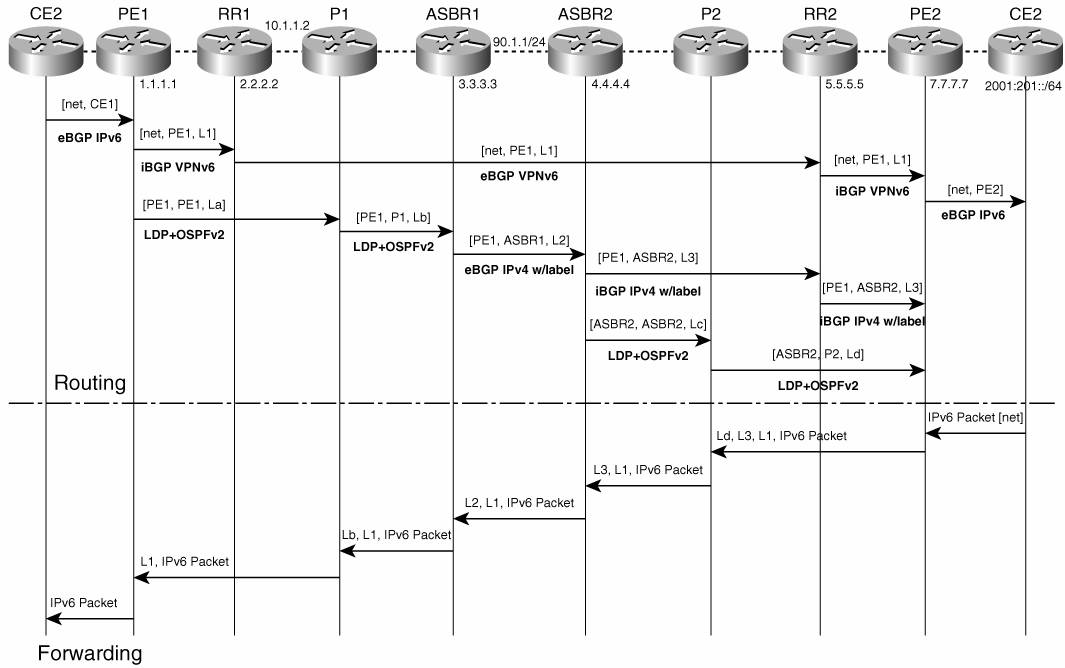 CE2 PE1 RR1 P1 ASBR1 ASBR2 P2 RR2 PE2 CE2
10.1.1.2
90.1.1/24
1.1.1.1 2.2.2.2 3.3.3.3 4.4.4.4 5.5.5.5 7.7.7.7 2001:201::/64
[net, CE1]
eBGP IPv6
[net, PE1, L1]
iBGP VPNv6
[net, PE1, L1]
eBGP VPNv6
[net, PE1, L1]
iBGP VPNv6
[net, PE2]
eBGP IPv6
[PE1, PE1, La]
LDP+OSPFv2
[PE1, P1, Lb]
LDP+OSPFv2
[PE1, ASBR1, L2]
eBGP IPv4 w/label
[PE1, ASBR2, L3]
iBGP IPv4 w/label
[PE1, ASBR2, L3]
iBGP IPv4 w/label
[ASBR2, ASBR2, Lc]
LDP+OSPFv2
[ASBR2, P2, Ld]
LDP+OSPFv2
Routing
IPv6 Packet [net]
Ld, L3, L1, IPv6 Packet
L3, L1, IPv6 Packet
L2, L1, IPv6 Packet
Lb, L1, IPv6 Packet
L1, IPv6 Packet
IPv6 Packet
Forwarding